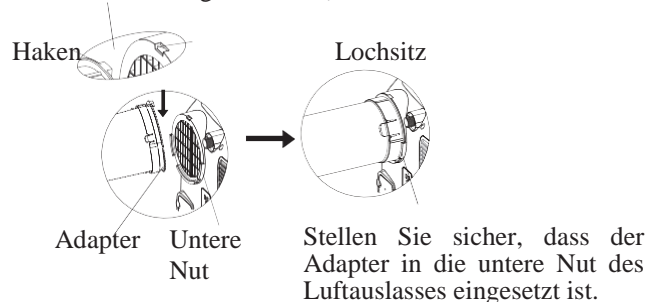 Haken
Lochsitz
Adapter
Untere
Nut
Stellen Sie sicher, dass der
Adapter in die untere Nut des
Luftauslasses eingesetzt ist.